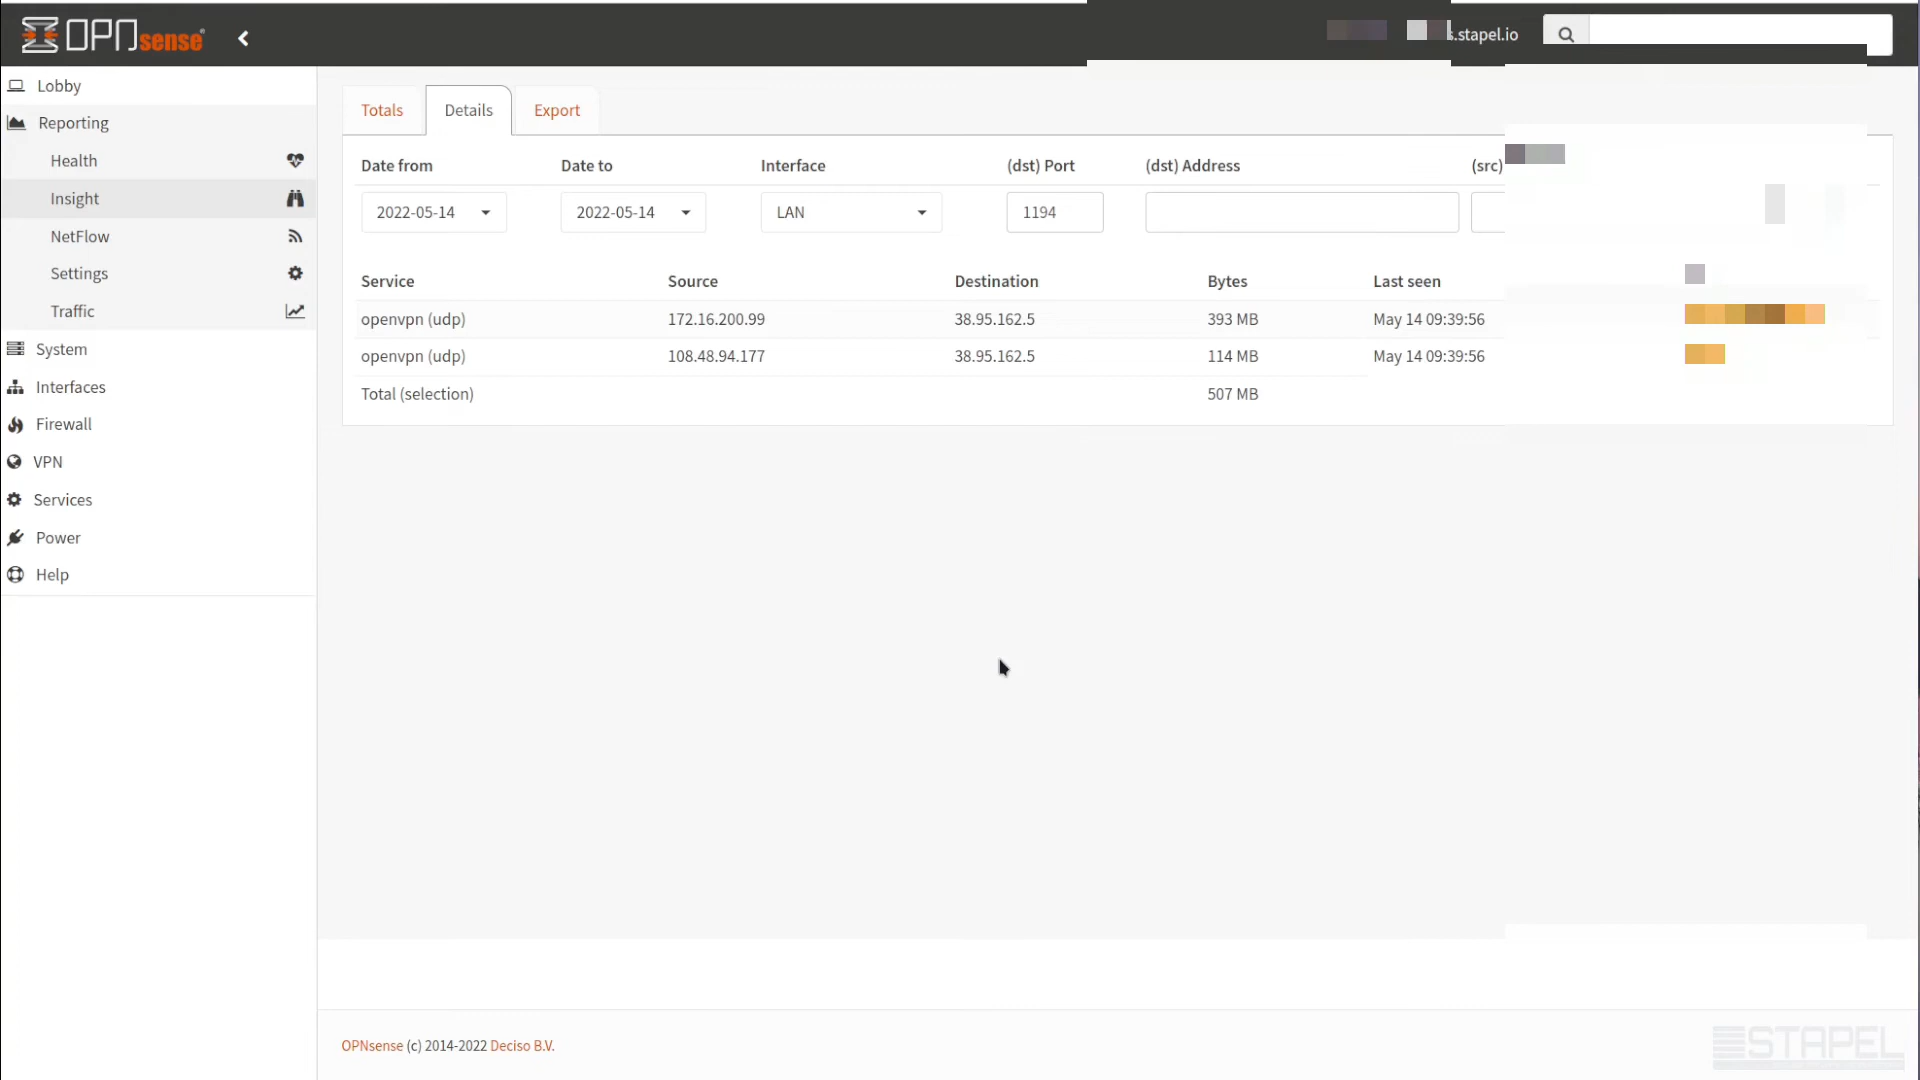 OPNsense
s.stapel.io
Lobby
Reporting
Health
Insight
NetFlow
Settings
Traffic
System
Interfaces
Firewall
VPN
Services
Power
Help
Totals Details Export
Date from Date to Interface (dst) Port (dst) Address (src)
2022-05-14 2022-05-14 LAN 1194
Service Source Destination Bytes Last seen
openvpn (udp) 172.16.200.99 38.95.162.5 393 MB May 14 09:39:56
openvpn (udp) 108.48.94.177 38.95.162.5 114 MB May 14 09:39:56
Total (selection) 507 MB
OPNsense (c) 2014-2022 Deciso B.V.
STAPEL